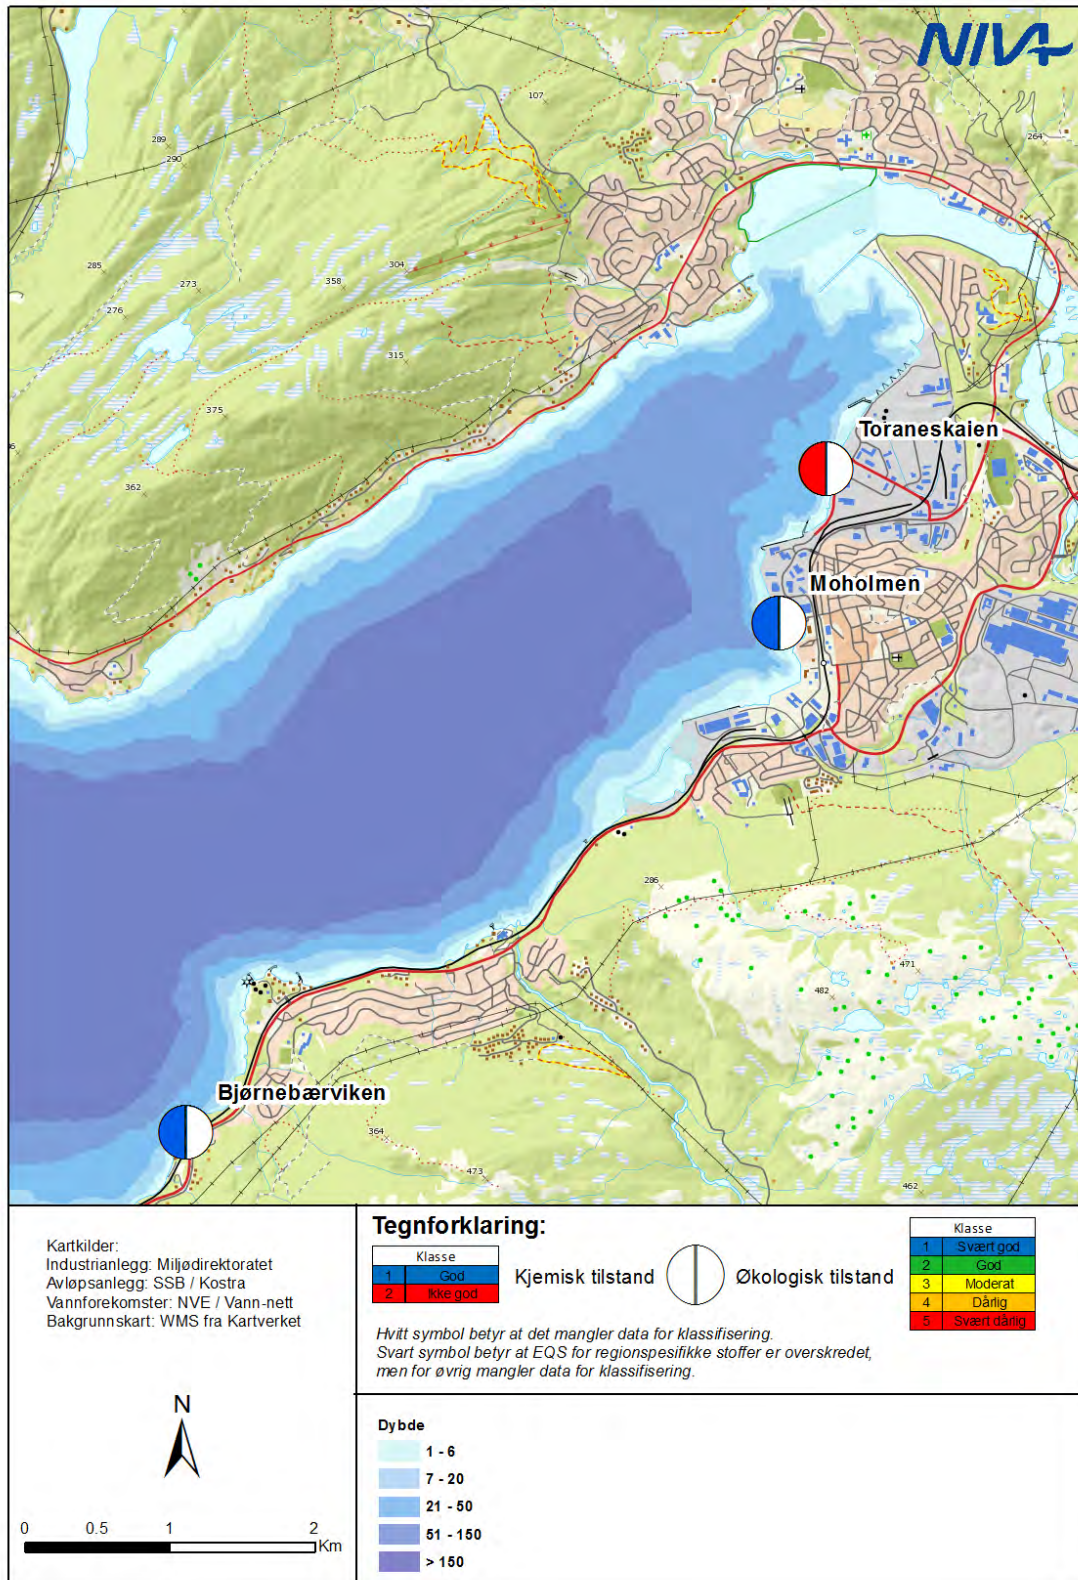 NIVA
107
264
289
290
285
304
273
358
276
315
375
362
Toraneskaien
Moholmen
286
471
482
Bjørnebærviken
364
473
462
Kartkilder:
Industrianlegg: Miljødirektoratet
Avløpsanlegg: SSB / Kostra
Vannforekomster: NVE / Vann-nett
Bakgrunnskart: WMS fra Kartverket
N
0 0.5 1 2
Km
Tegnforklaring:
Klasse
1 God
2 Ikke god
Kjemisk tilstand
Økologisk tilstand
Klasse
1 Svært god
2 God
3 Moderat
4 Dårlig
5 Svært dårlig
Hvitt symbol betyr at det mangler data for klassifisering.
Svart symbol betyr at EQS for regionspesifikke stoffer er overskredet,
men for øvrig mangler data for klassifisering.
Dybde
1 - 6
7 - 20
21 - 50
51 - 150
> 150